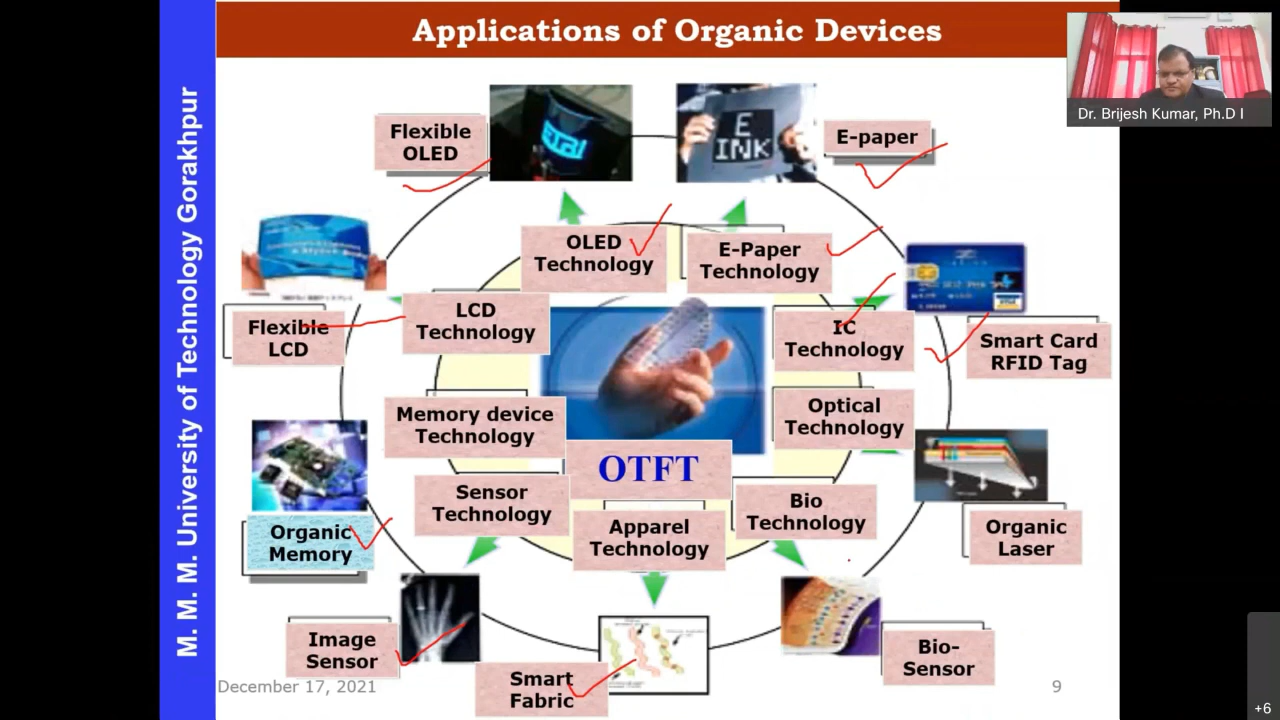 Applications of Organic Devices
Dr. Brijesh Kumar, Ph.D I
M. M. M. University of Technology Gorakhpur
Flexible
OLED
ETRI
E
INK
E-paper
OLED
Technology
E-Paper
Technology
Flexible
LCD
LCD
Technology
IC
Technology
VISA
Smart Card
RFID Tag
Memory device
Technology
Optical
Technology
OTFT
Organic
Memory
Sensor
Technology
Apparel
Technology
Bio
Technology
Organic
Laser
Image
Sensor
Smart
Fabric
Bio-
Sensor
December 17, 2021
9
+6